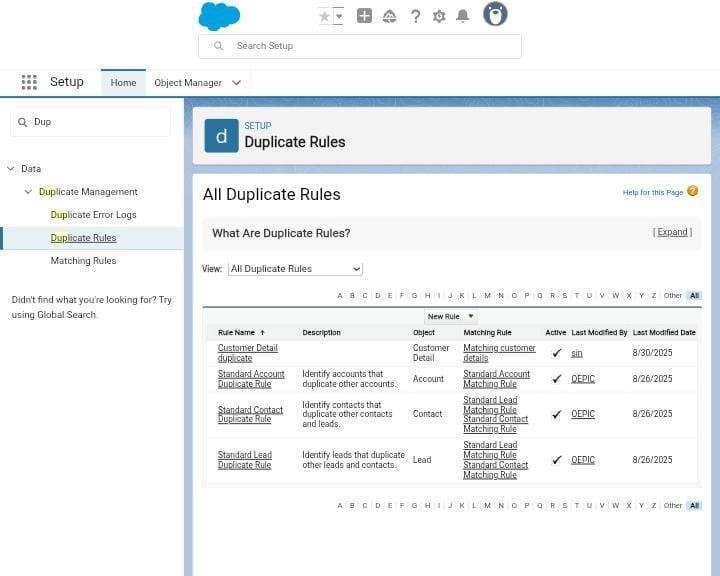 Search Setup
Setup
Home
Object Manager
Dup
Data
Duplicate Management
Duplicate Error Logs
Duplicate Rules
Matching Rules
Didn't find what you're looking for? Try
using Global Search.
d
SETUP
Duplicate Rules
All Duplicate Rules
Help for this Page ?
What Are Duplicate Rules?
[ Expand ]
View: All Duplicate Rules
A | B | C | D | E | F | G | H | I | J | K | L | M | N | O | P | Q | R | S | T | U | V | W | X | Y | Z | Other | All
New Rule
Rule Name ↑ Description Object Matching Rule Active Last Modified By Last Modified Date
Customer Detail
duplicate
Customer
Detail
Matching customer
details
✓ sin 8/30/2025
Standard Account
Duplicate Rule
Identify accounts that
duplicate other accounts.
Account
Standard Account
Matching Rule
✓ OEPIC 8/26/2025
Standard Contact
Duplicate Rule
Identify contacts that
duplicate other contacts
and leads.
Contact
Standard Lead
Matching Rule
Standard Contact
Matching Rule
✓ OEPIC 8/26/2025
Standard Lead
Duplicate Rule
Identify leads that duplicate
other leads and contacts.
Lead
Standard Lead
Matching Rule
Standard Contact
Matching Rule
✓ OEPIC 8/26/2025
A | B | C | D | E | F | G | H | I | J | K | L | M | N | O | P | Q | R | S | T | U | V | W | X | Y | Z | Other | All